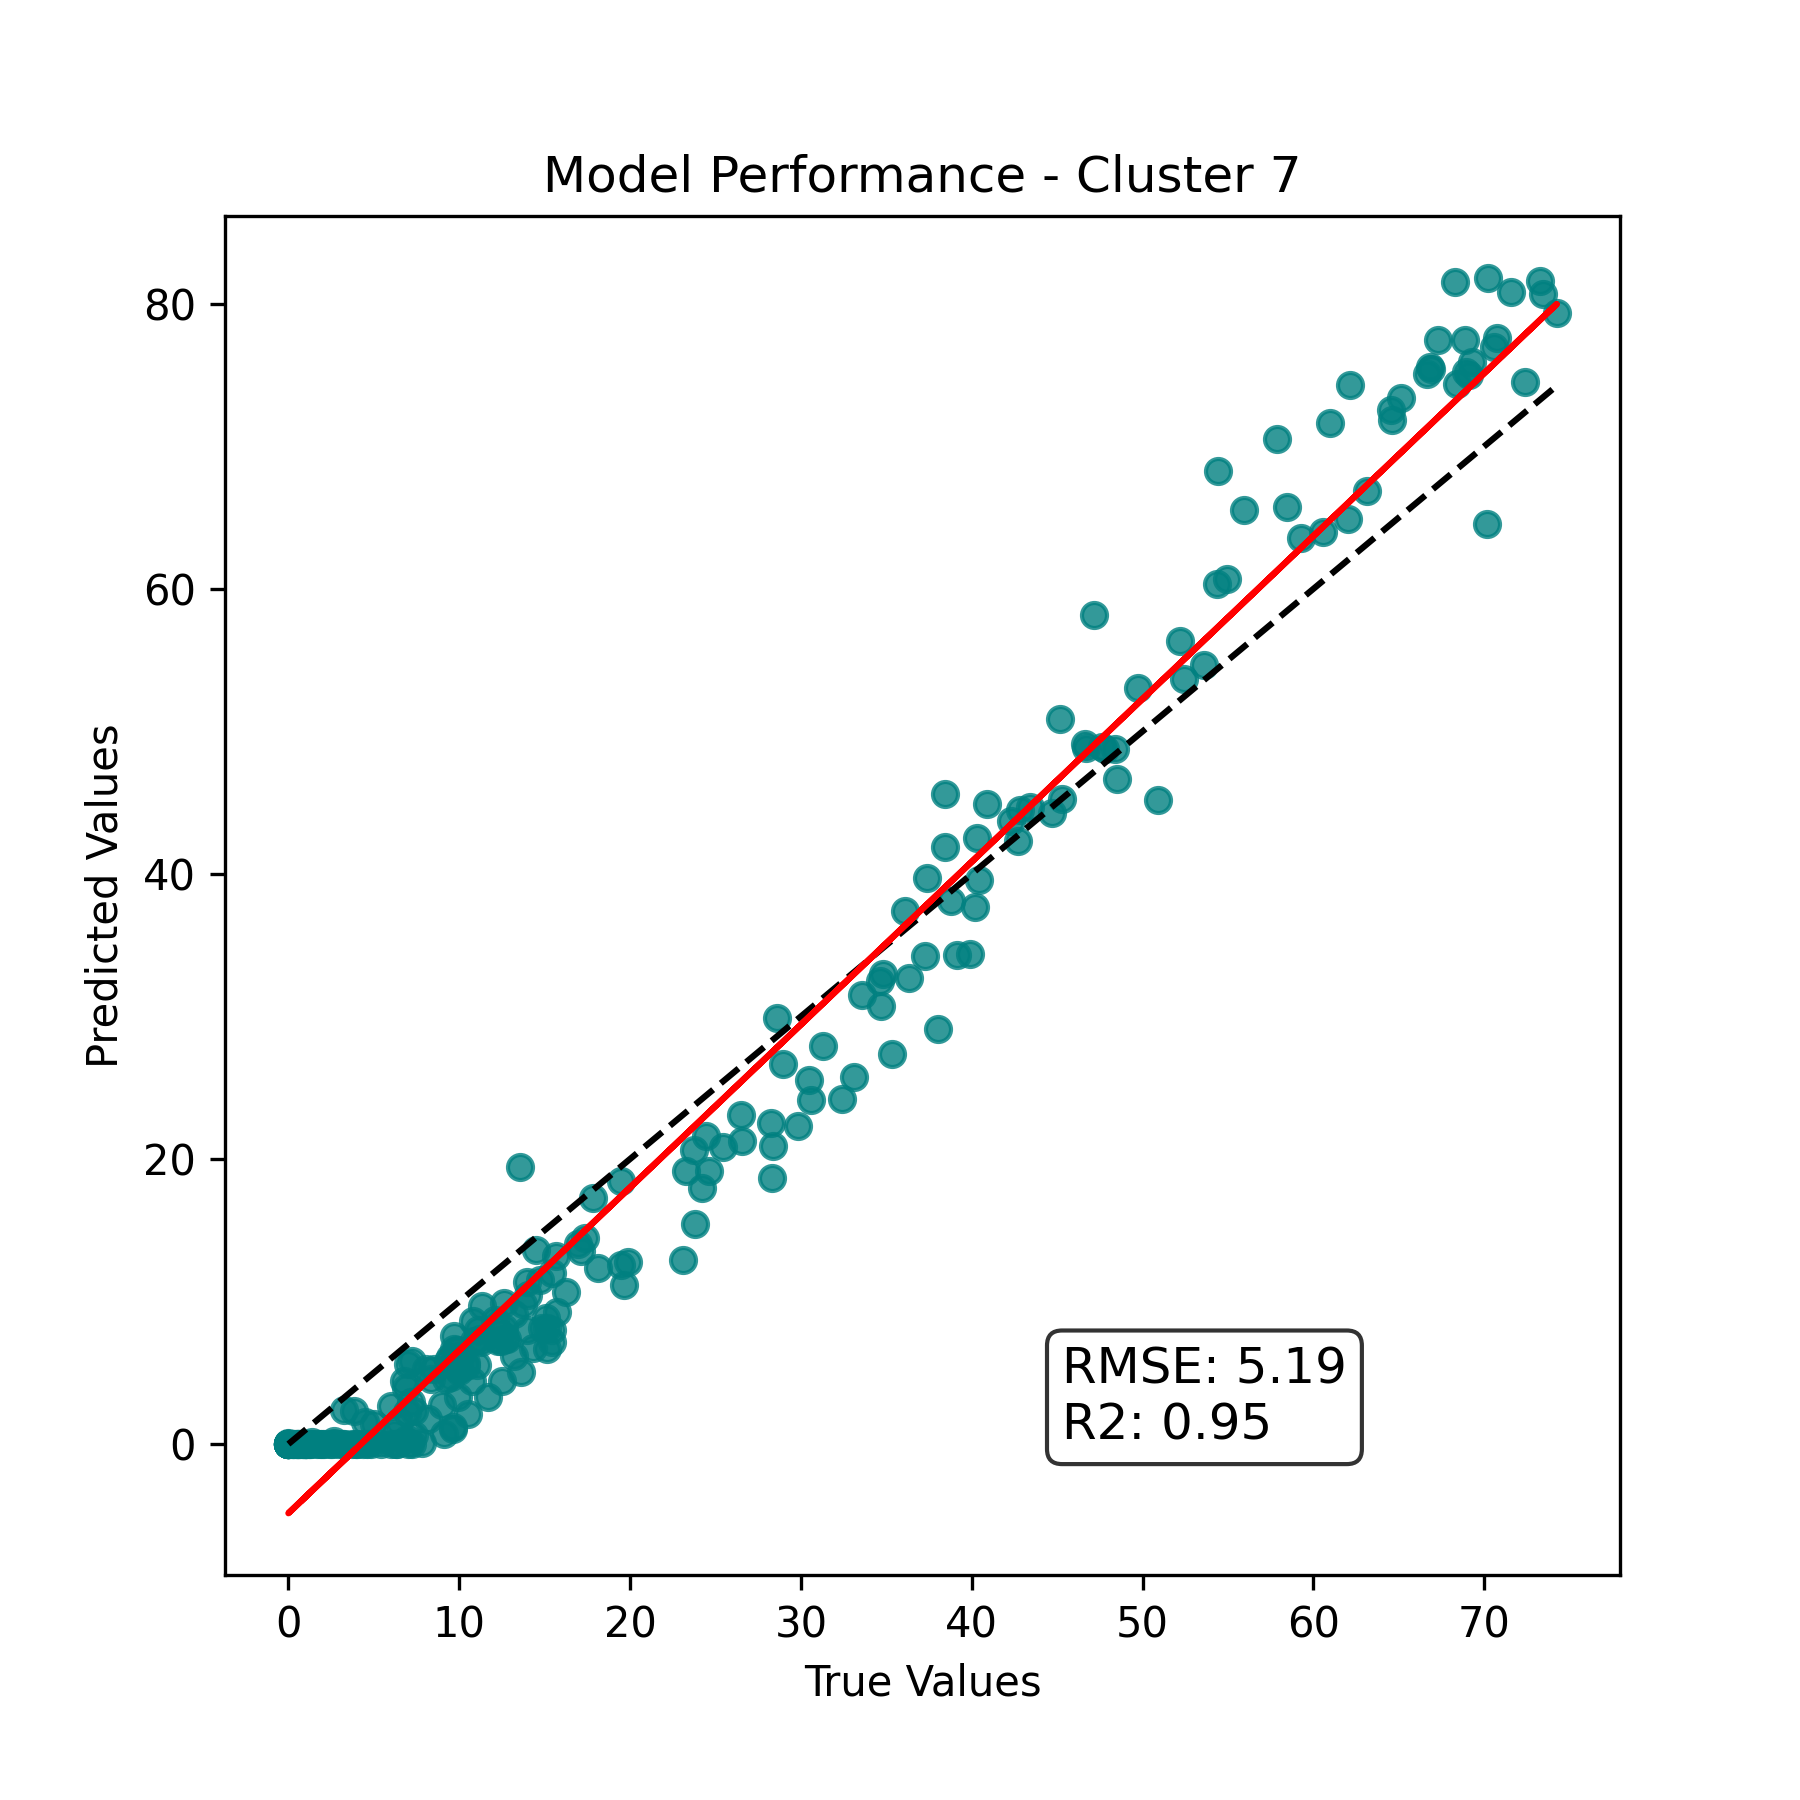 Model Performance - Cluster 7
80
60
40
20
0
Predicted Values
RMSE: 5.19
R2: 0.95
0 10 20 30 40 50 60 70
True Values